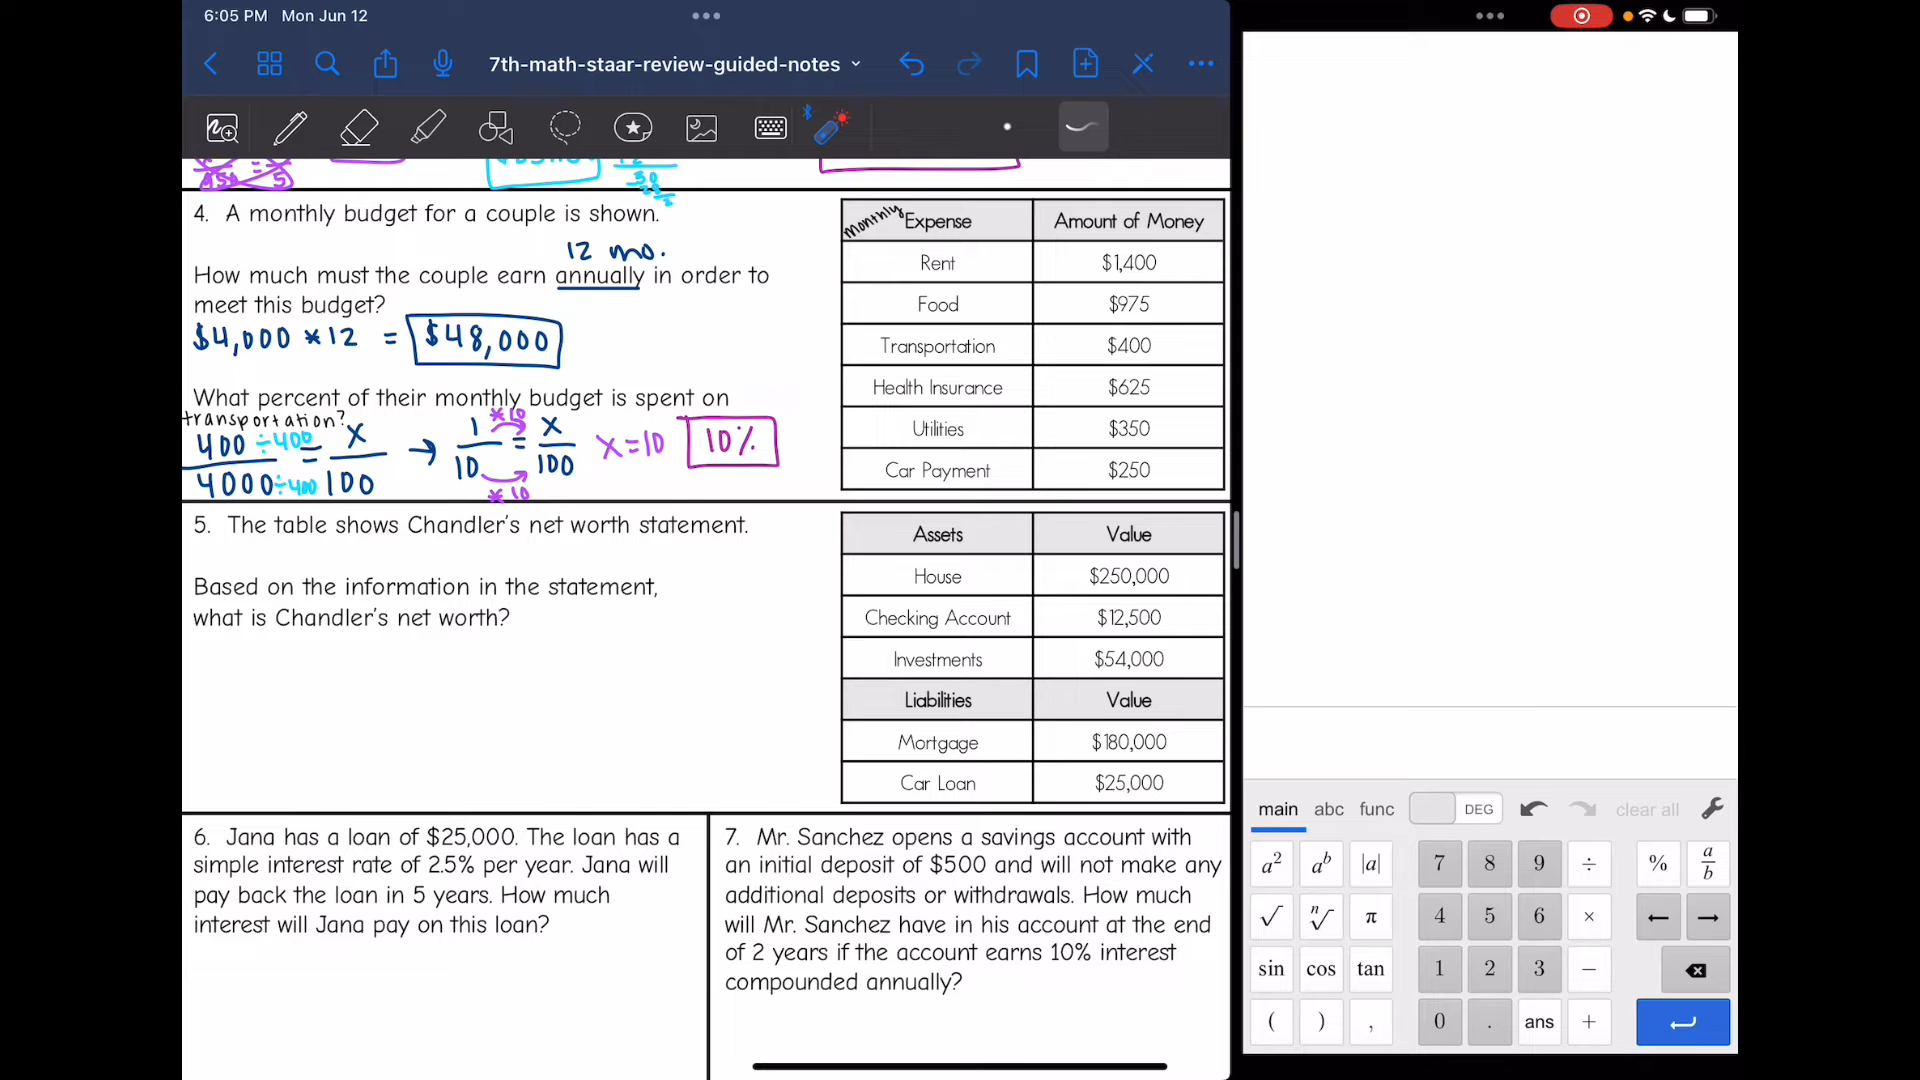 6:05 PM Mon Jun 12
7th-math-staar-review-guided-notes
4. A monthly budget for a couple is shown.
12 mo.
How much must the couple earn annually in order to
meet this budget?
$4,000 * 12 = $48,000
What percent of their monthly budget is spent on
transportation?
400 ÷400 = x → 1 *10 = x x=10 10%
4000 ÷400 100 10 *10 100
monthly Expense Amount of Money
Rent $1,400
Food $975
Transportation $400
Health Insurance $625
Utilities $350
Car Payment $250
5. The table shows Chandler's net worth statement.
Based on the information in the statement,
what is Chandler's net worth?
Assets Value
House $250,000
Checking Account $12,500
Investments $54,000
Liabilities Value
Mortgage $180,000
Car Loan $25,000
6. Jana has a loan of $25,000. The loan has a
simple interest rate of 2.5% per year. Jana will
pay back the loan in 5 years. How much
interest will Jana pay on this loan?
7. Mr. Sanchez opens a savings account with
an initial deposit of $500 and will not make any
additional deposits or withdrawals. How much
will Mr. Sanchez have in his account at the end
of 2 years if the account earns 10% interest
compounded annually?
main abc func DEG clear all
a² aᵇ |a| 7 8 9 ÷ % a/b
√ ⁿ√ π 4 5 6 × ← →
sin cos tan 1 2 3 −
( ) , 0 . ans +